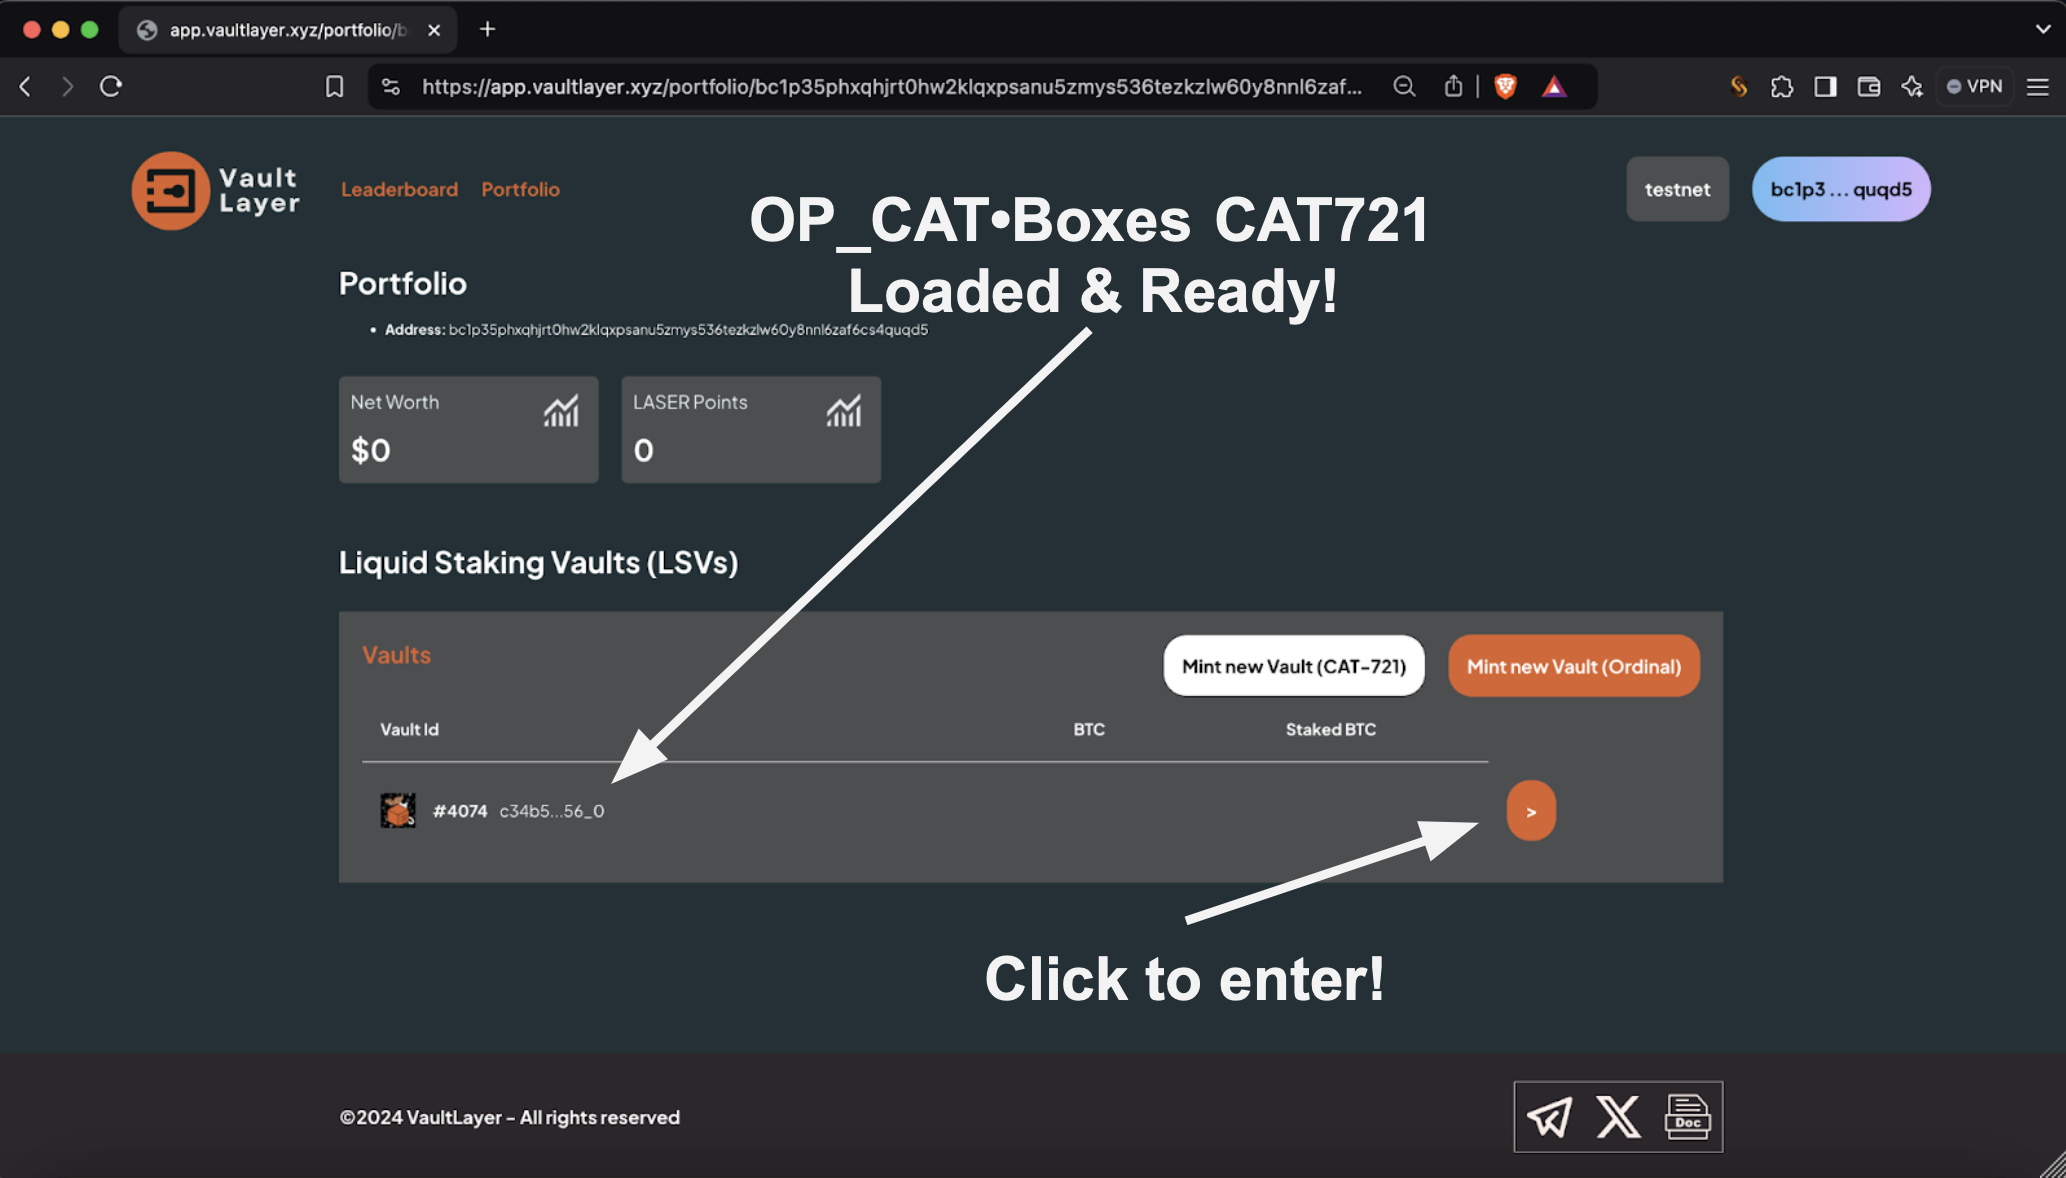 app.vaultlayer.xyz/portfolio/b
https://app.vaultlayer.xyz/portfolio/bc1p35phxqhjrt0hw2klqxpsanu5zmys536tezkzlw60y8nnl6zaf...
VPN
Vault
Layer
Leaderboard
Portfolio
testnet
bc1p3 ... quqd5
OP_CAT•Boxes CAT721
Loaded & Ready!
Portfolio
• Address: bc1p35phxqhjrt0hw2klqxpsanu5zmys536tezkzlw60y8nnl6zaf6cs4quqd5
Net Worth
$0
LASER Points
0
Liquid Staking Vaults (LSVs)
Vaults
Mint new Vault (CAT-721)
Mint new Vault (Ordinal)
Vault Id
BTC
Staked BTC
#4074 c34b5...56_0
>
Click to enter!
©2024 VaultLayer - All rights reserved
Doc